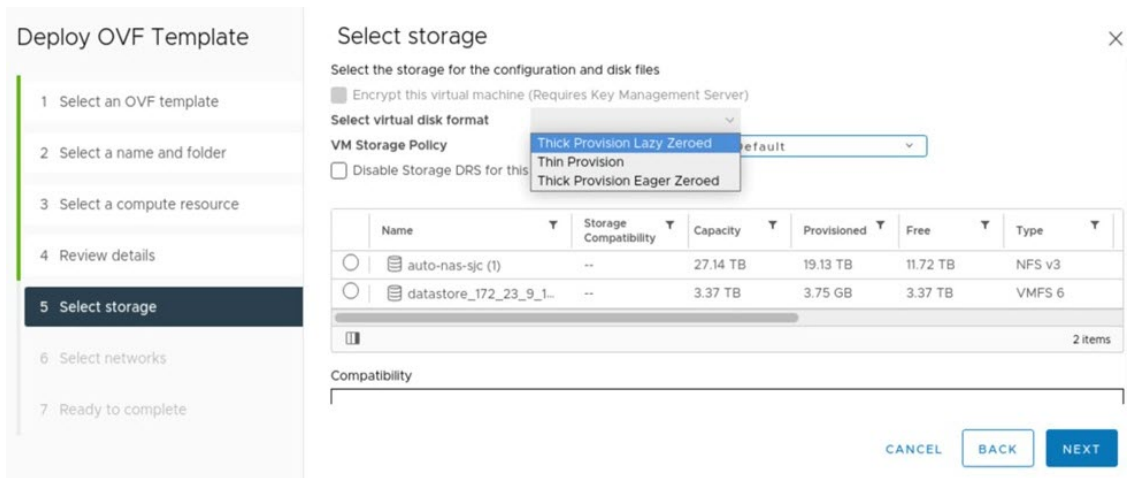 Deploy OVF Template
1 Select an OVF template
2 Select a name and folder
3 Select a compute resource
4 Review details
5 Select storage
6 Select networks
7 Ready to complete
Select storage
Select the storage for the configuration and disk files
Encrypt this virtual machine (Requires Key Management Server)
Select virtual disk format
Thick Provision Lazy Zeroed
Thin Provision
Thick Provision Eager Zeroed
VM Storage Policy
Disable Storage DRS for this
Name Storage Compatibility Capacity Provisioned Free Type
auto-nas-sjc (1) -- 27.14 TB 19.13 TB 11.72 TB NFS v3
datastore_172_23_9_1... -- 3.37 TB 3.75 GB 3.37 TB VMFS 6
2 items
Compatibility
CANCEL BACK NEXT